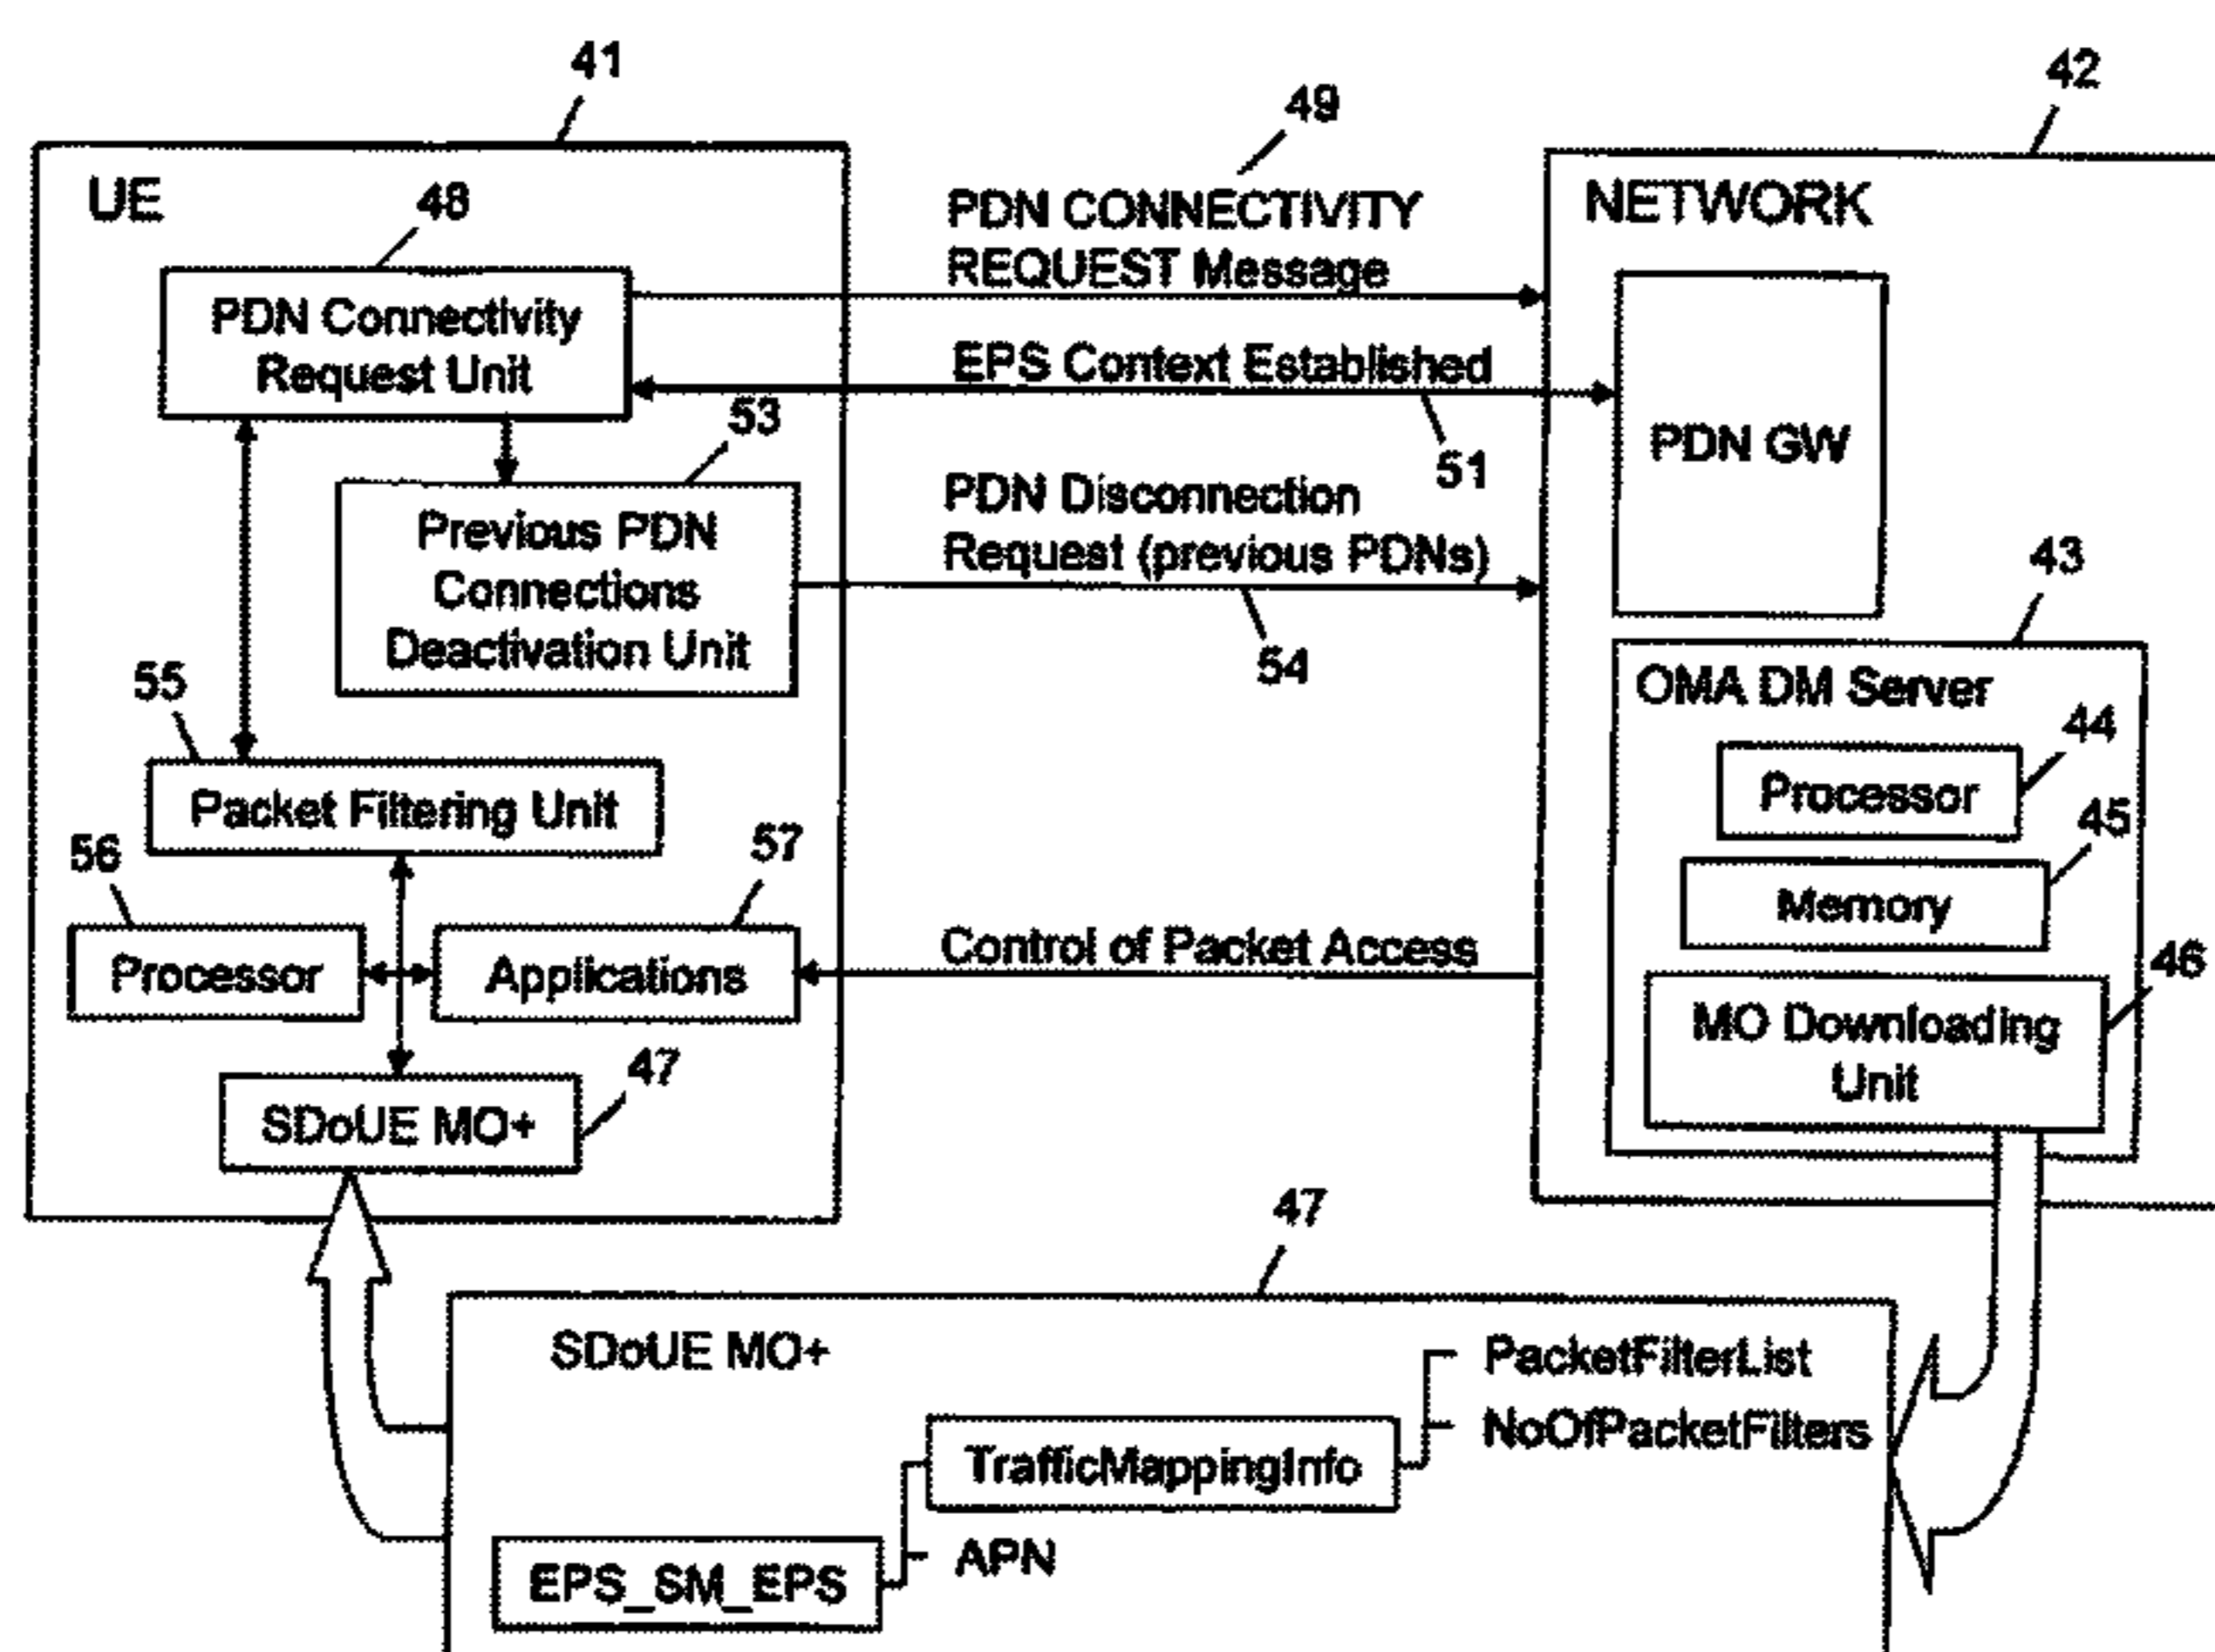 41
42
49
UE
48
PDN CONNECTIVITY
REQUEST Message
NETWORK
PDN Connectivity
Request Unit
EPS Context Established
51
PDN GW
53
Previous PDN
Connections
Deactivation Unit
PDN Disconnection
Request (previous PDNs)
54
43
OMA DM Server
44
Processor
45
Memory
46
MO Downloading
Unit
55
Packet Filtering Unit
56
57
Processor
Applications
Control of Packet Access
47
SDoUE MO+
47
SDoUE MO+
PacketFilterList
NoOfPacketFilters
TrafficMappingInfo
APN
EPS_SM_EPS